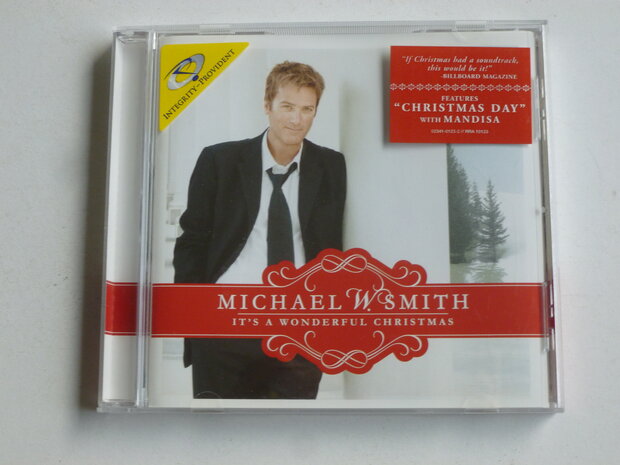 INTEGRITY-PROVIDENT
"If Christmas had a soundtrack,
this would be it!"
-BILLBOARD MAGAZINE
FEATURES
"CHRISTMAS DAY"
WITH MANDISA
MICHAEL W. SMITH
IT'S A WONDERFUL CHRISTMAS